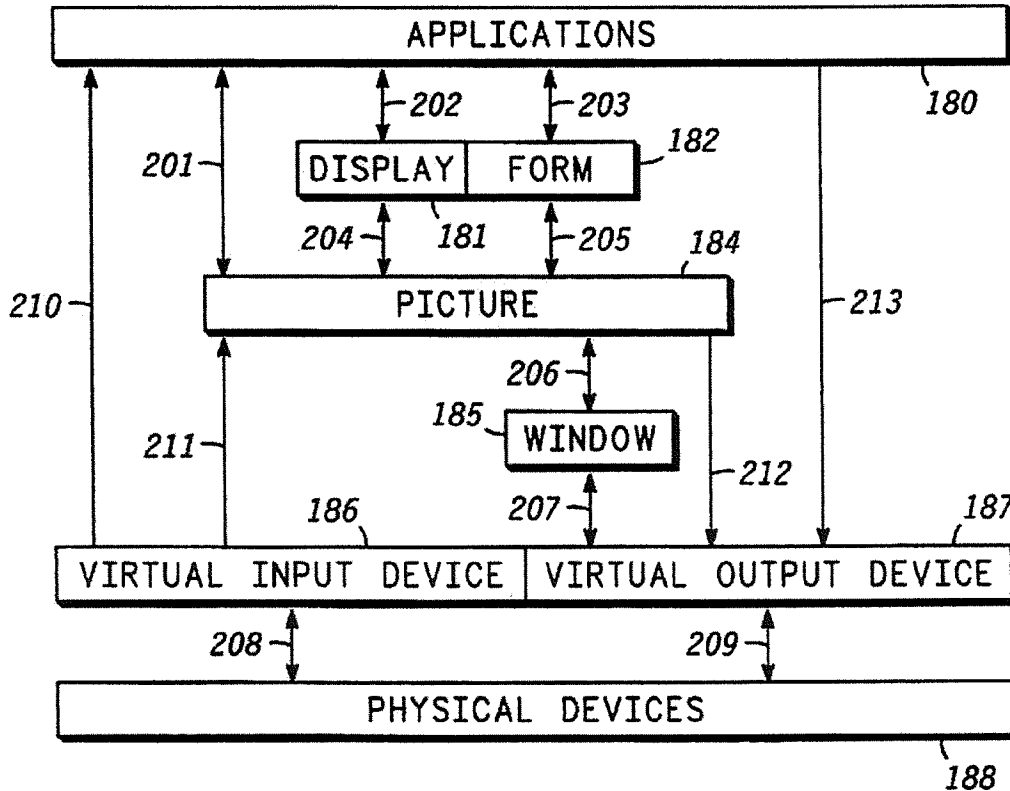 APPLICATIONS
202
203
180
201
182
DISPLAY
FORM
204
181
205
184
210
PICTURE
213
206
185
WINDOW
211
212
186
207
187
VIRTUAL INPUT DEVICE
VIRTUAL OUTPUT DEVICE
208
209
PHYSICAL DEVICES
188